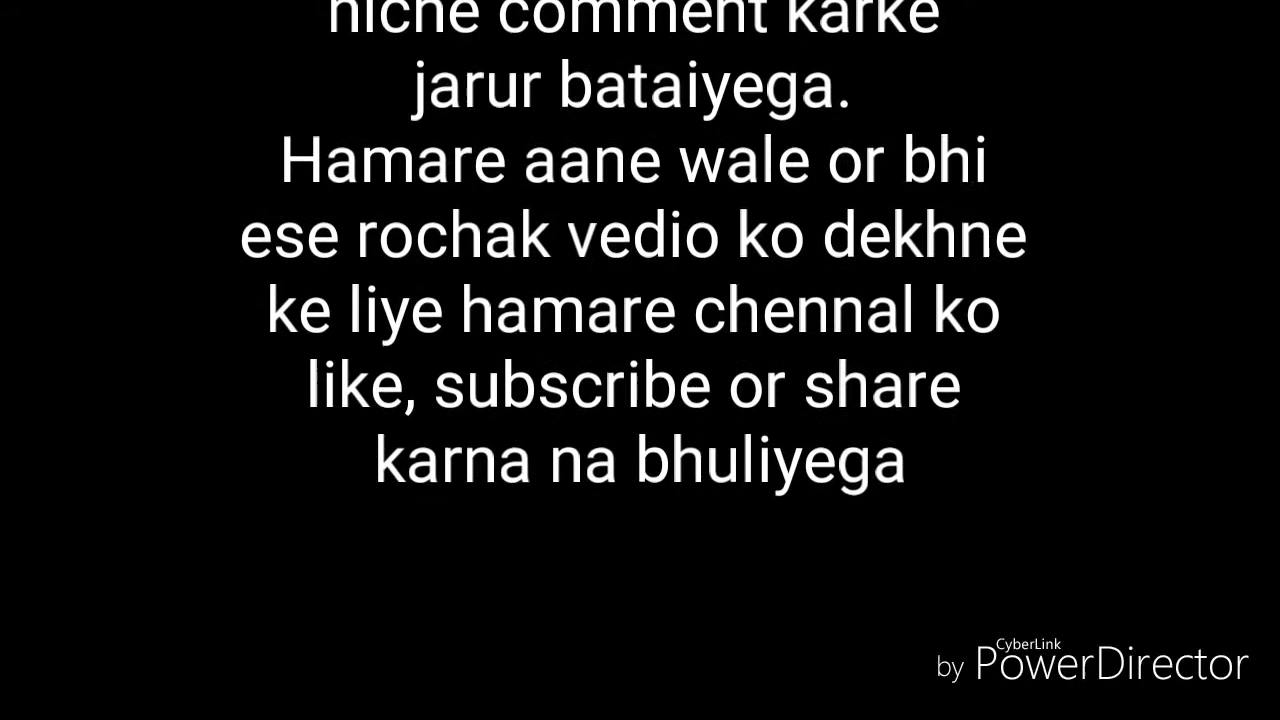 niche comment karke
jarur bataiyega.
Hamare aane wale or bhi
ese rochak vedio ko dekhne
ke liye hamare chennal ko
like, subscribe or share
karna na bhuliyega
CyberLink
by PowerDirector